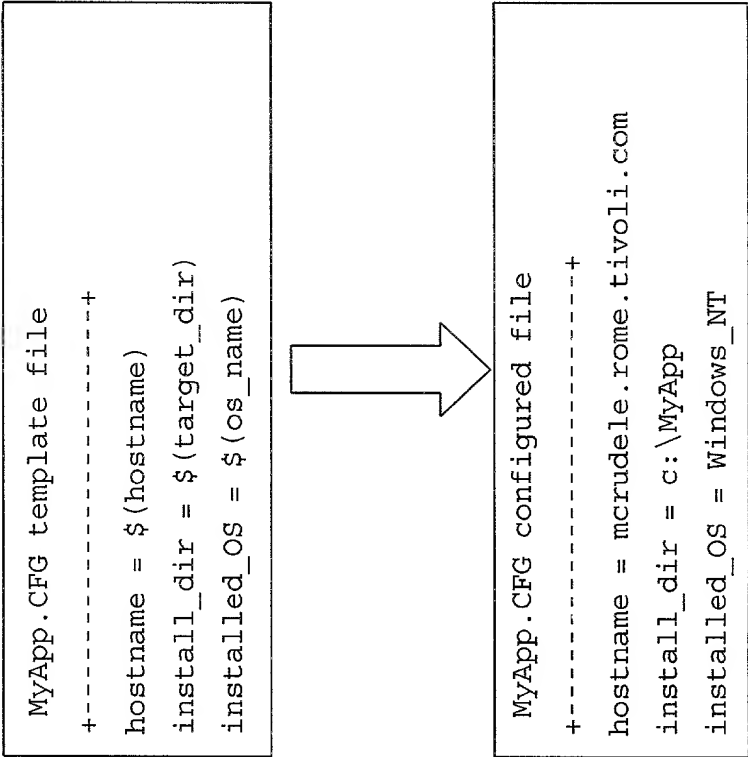 MyApp.CFG template file
+-----------------------+
hostname = $(hostname)
install_dir = $(target_dir)
installed_OS = $(os_name)
MyApp.CFG configured file
+-------------------------+
hostname = mcrudele.rome.tivoli.com
install_dir = c:\MyApp
installed_OS = Windows_NT